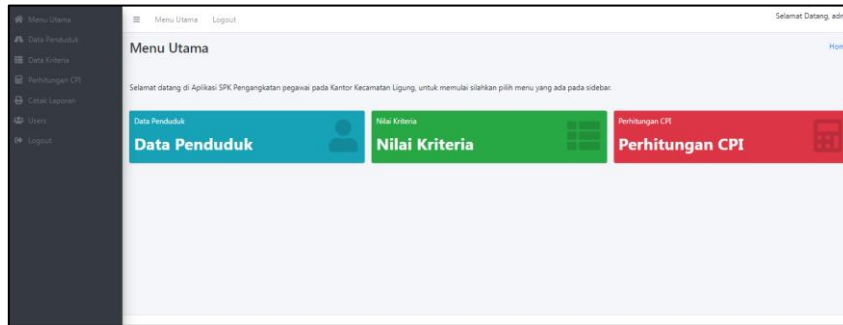 Menu Utama
Data Penduduk
Data Kriteria
Perhitungan CPI
Cetak Laporan
Users
Logout
Menu Utama Logout
Selamat Datang, adm
Menu Utama
Hom
Selamat datang di Aplikasi SPK Pengangkatan pegawai pada Kantor Kecamatan Ligung, untuk memulai silahkan pilih menu yang ada pada sidebar.
Data Penduduk
Data Penduduk
Nilai Kriteria
Nilai Kriteria
Perhitungan CPI
Perhitungan CPI